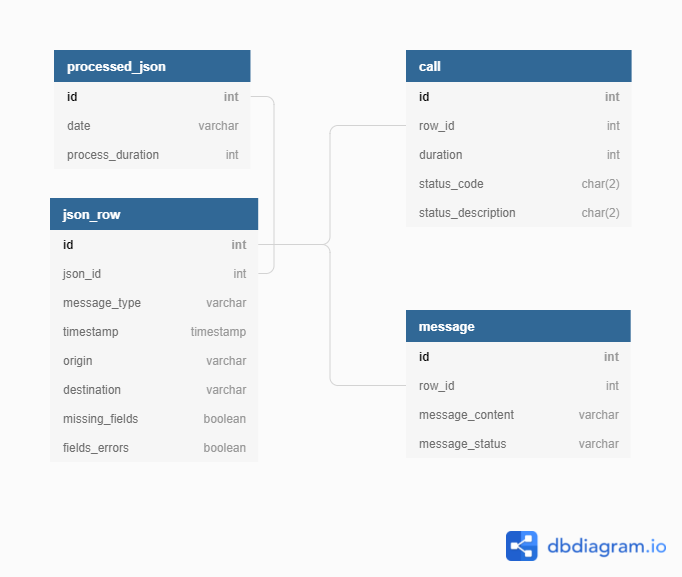 processed_json
id int
date varchar
process_duration int
json_row
id int
json_id int
message_type varchar
timestamp timestamp
origin varchar
destination varchar
missing_fields boolean
fields_errors boolean
call
id int
row_id int
duration int
status_code char(2)
status_description char(2)
message
id int
row_id int
message_content varchar
message_status varchar
dbdiagram.io